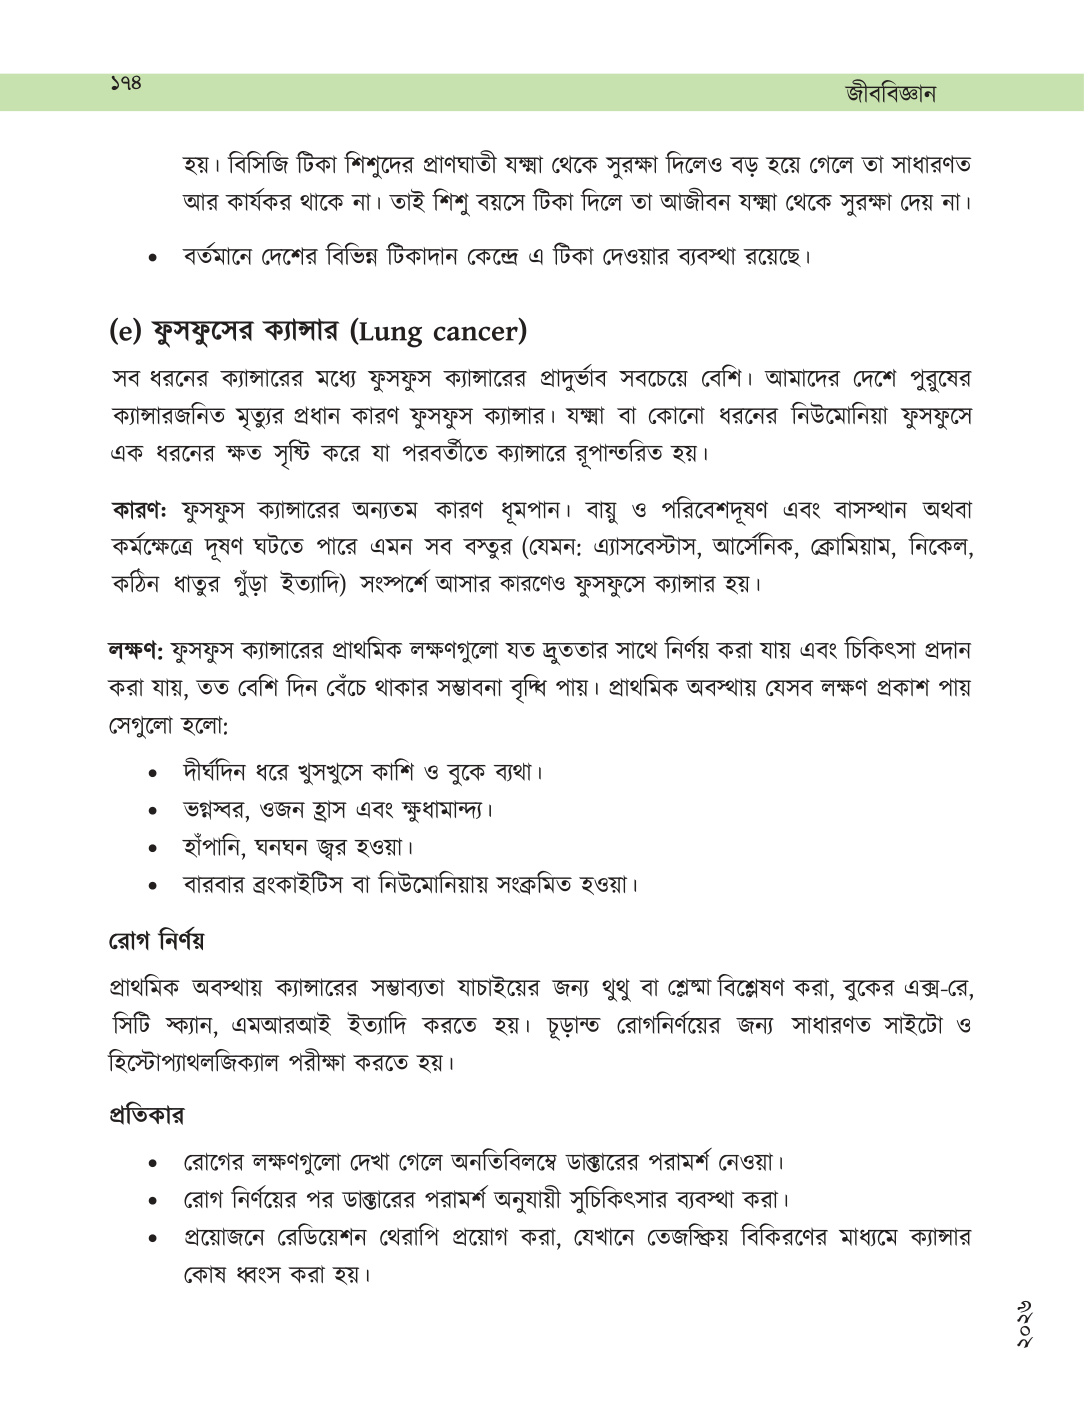 ১৭৪
জীববিজ্ঞান
হয়। বিসিজি টিকা শিশুদের প্রাণঘাতী যক্ষ্মা থেকে সুরক্ষা দিলেও বড় হয়ে গেলে তা সাধারণত
আর কার্যকর থাকে না। তাই শিশু বয়সে টিকা দিলে তা আজীবন যক্ষ্মা থেকে সুরক্ষা দেয় না।
• বর্তমানে দেশের বিভিন্ন টিকাদান কেন্দ্রে এ টিকা দেওয়ার ব্যবস্থা রয়েছে।
(e) ফুসফুসের ক্যান্সার (Lung cancer)
সব ধরনের ক্যান্সারের মধ্যে ফুসফুস ক্যান্সারের প্রাদুর্ভাব সবচেয়ে বেশি। আমাদের দেশে পুরুষের
ক্যান্সারজনিত মৃত্যুর প্রধান কারণ ফুসফুস ক্যান্সার। যক্ষ্মা বা কোনো ধরনের নিউমোনিয়া ফুসফুসে
এক ধরনের ক্ষত সৃষ্টি করে যা পরবর্তীতে ক্যান্সারে রূপান্তরিত হয়।
কারণ: ফুসফুস ক্যান্সারের অন্যতম কারণ ধূমপান। বায়ু ও পরিবেশদূষণ এবং বাসস্থান অথবা
কর্মক্ষেত্রে দূষণ ঘটতে পারে এমন সব বস্তুর (যেমন: এ্যাসবেস্টাস, আর্সেনিক, ক্রোমিয়াম, নিকেল,
কঠিন ধাতুর গুঁড়া ইত্যাদি) সংস্পর্শে আসার কারণেও ফুসফুসে ক্যান্সার হয়।
লক্ষণ: ফুসফুস ক্যান্সারের প্রাথমিক লক্ষণগুলো যত দ্রুততার সাথে নির্ণয় করা যায় এবং চিকিৎসা প্রদান
করা যায়, তত বেশি দিন বেঁচে থাকার সম্ভাবনা বৃদ্ধি পায়। প্রাথমিক অবস্থায় যেসব লক্ষণ প্রকাশ পায়
সেগুলো হলো:
• দীর্ঘদিন ধরে খুসখুসে কাশি ও বুকে ব্যথা।
• ভগ্নস্বর, ওজন হ্রাস এবং ক্ষুধামান্দ্য।
• হাঁপানি, ঘনঘন জ্বর হওয়া।
• বারবার ব্রংকাইটিস বা নিউমোনিয়ায় সংক্রমিত হওয়া।
রোগ নির্ণয়
প্রাথমিক অবস্থায় ক্যান্সারের সম্ভাব্যতা যাচাইয়ের জন্য থুথু বা শ্লেষ্মা বিশ্লেষণ করা, বুকের এক্স-রে,
সিটি স্ক্যান, এমআরআই ইত্যাদি করতে হয়। চূড়ান্ত রোগনির্ণয়ের জন্য সাধারণত সাইটো ও
হিস্টোপ্যাথলজিক্যাল পরীক্ষা করতে হয়।
প্রতিকার
• রোগের লক্ষণগুলো দেখা গেলে অনতিবিলম্বে ডাক্তারের পরামর্শ নেওয়া।
• রোগ নির্ণয়ের পর ডাক্তারের পরামর্শ অনুযায়ী সুচিকিৎসার ব্যবস্থা করা।
• প্রয়োজনে রেডিয়েশন থেরাপি প্রয়োগ করা, যেখানে তেজস্ক্রিয় বিকিরণের মাধ্যমে ক্যান্সার
কোষ ধ্বংস করা হয়।
২০২৬